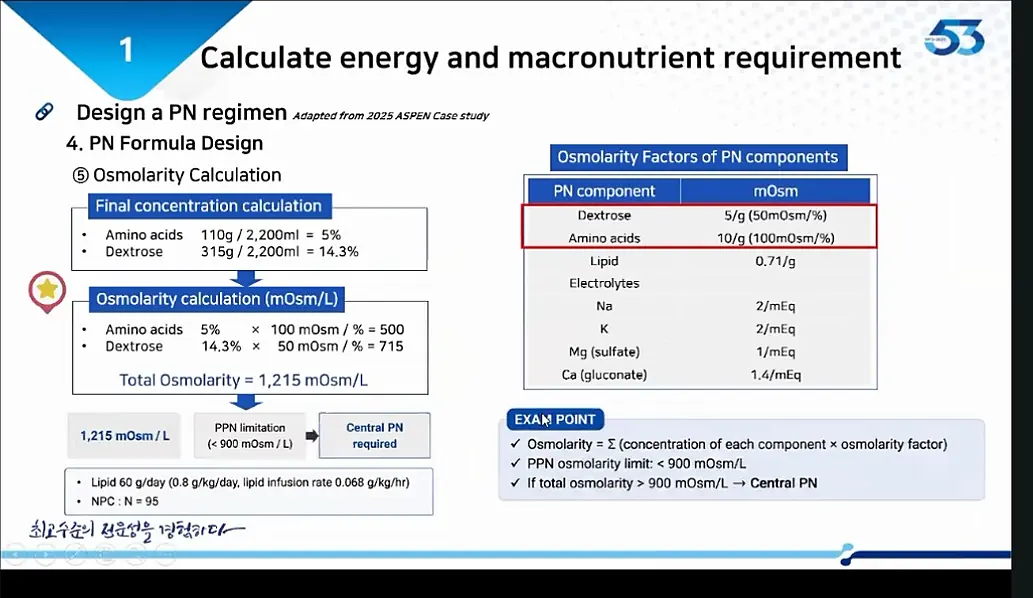 1
Calculate energy and macronutrient requirement
53
Design a PN regimen Adapted from 2025 ASPEN Case study
4. PN Formula Design
⑤ Osmolarity Calculation
Final concentration calculation
• Amino acids 110g / 2,200ml = 5%
• Dextrose 315g / 2,200ml = 14.3%
Osmolarity calculation (mOsm/L)
• Amino acids 5% × 100 mOsm / % = 500
• Dextrose 14.3% × 50 mOsm / % = 715
Total Osmolarity = 1,215 mOsm/L
1,215 mOsm / L
PPN limitation
(< 900 mOsm / L)
Central PN
required
• Lipid 60 g/day (0.8 g/kg/day, lipid infusion rate 0.068 g/kg/hr)
• NPC : N = 95
최고수준의 전문성을 경험하다
Osmolarity Factors of PN components
PN component mOsm
Dextrose 5/g (50mOsm/%)
Amino acids 10/g (100mOsm/%)
Lipid 0.71/g
Electrolytes
Na 2/mEq
K 2/mEq
Mg (sulfate) 1/mEq
Ca (gluconate) 1.4/mEq
EXAM POINT
✓ Osmolarity = Σ (concentration of each component × osmolarity factor)
✓ PPN osmolarity limit: < 900 mOsm/L
✓ If total osmolarity > 900 mOsm/L → Central PN